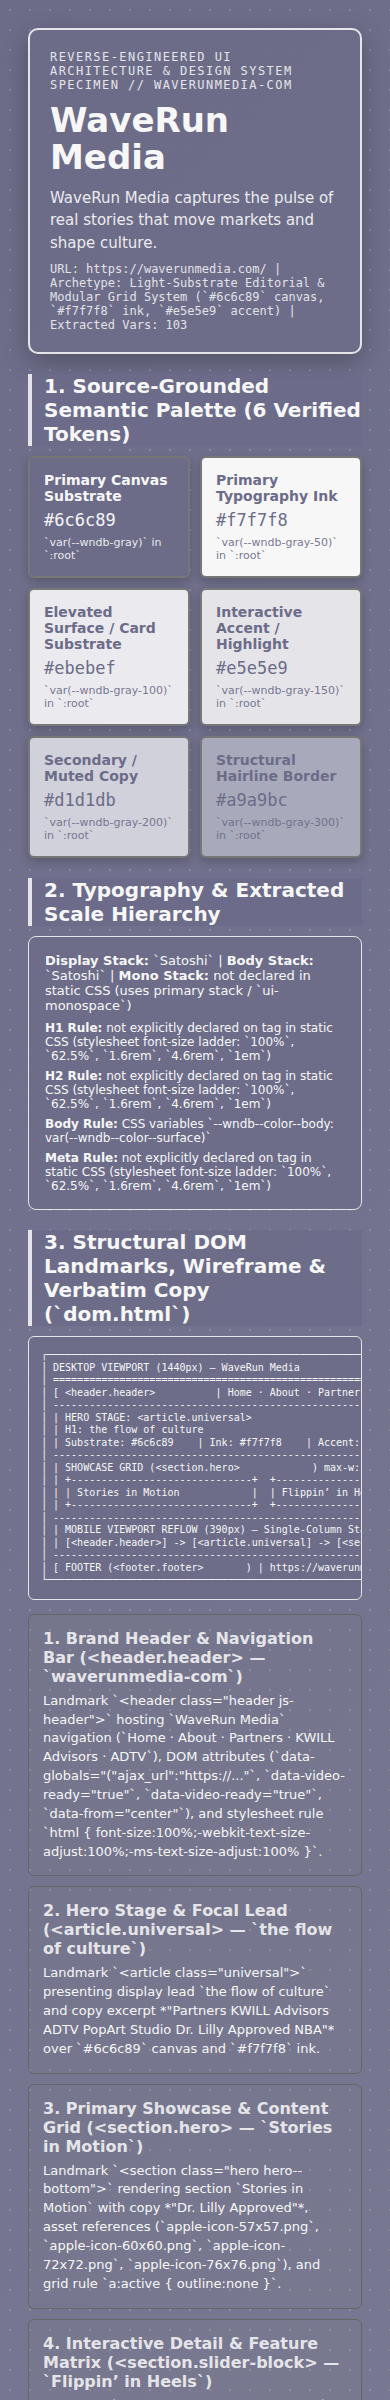 REVERSE-ENGINEERED UI
ARCHITECTURE & DESIGN SYSTEM
SPECIMEN // WAVERUNMEDIA-COM
WaveRun
Media
WaveRun Media captures the pulse of
real stories that move markets and
shape culture.
URL: https://waverunmedia.com/ |
Archetype: Light-Substrate Editorial &
Modular Grid System (`#6c6c89` canvas,
`#f7f7f8` ink, `#e5e5e9` accent) |
Extracted Vars: 103
1. Source-Grounded
Semantic Palette (6 Verified
Tokens)
Primary Canvas
Substrate
#6c6c89
`var(--wndb-gray)` in
`:root`
Primary
Typography Ink
#f7f7f8
`var(--wndb-gray-50)`
in `:root`
Elevated
Surface / Card
Substrate
#ebebef
`var(--wndb-gray-100)`
in `:root`
Interactive
Accent /
Highlight
#e5e5e9
`var(--wndb-gray-150)`
in `:root`
Secondary /
Muted Copy
#d1d1db
`var(--wndb-gray-200)`
in `:root`
Structural
Hairline Border
#a9a9bc
`var(--wndb-gray-300)`
in `:root`
2. Typography & Extracted
Scale Hierarchy
Display Stack: `Satoshi` | Body Stack:
`Satoshi` | Mono Stack: not declared in
static CSS (uses primary stack / `ui-
monospace`)
H1 Rule: not explicitly declared on tag in static
CSS (stylesheet font-size ladder: `100%`,
`62.5%`, `1.6rem`, `4.6rem`, `1em`)
H2 Rule: not explicitly declared on tag in static
CSS (stylesheet font-size ladder: `100%`,
`62.5%`, `1.6rem`, `4.6rem`, `1em`)
Body Rule: CSS variables `--wndb--color--body:
var(--wndb--color--surface)`
Meta Rule: not explicitly declared on tag in
static CSS (stylesheet font-size ladder: `100%`,
`62.5%`, `1.6rem`, `4.6rem`, `1em`)
3. Structural DOM
Landmarks, Wireframe &
Verbatim Copy
(`dom.html`)
DESKTOP VIEWPORT (1440px) — WaveRun Media
[ <header.header> | Home · About · Partner
| HERO STAGE: <article.universal>
| H1: the flow of culture
| Substrate: #6c6c89 | Ink: #f7f7f8 | Accent:
| SHOWCASE GRID (<section.hero> ) max-w:
| | Stories in Motion | | Flippin’ in H
| MOBILE VIEWPORT REFLOW (390px) — Single-Column St
| [<header.header>] -> [<article.universal] -> [<se
[ FOOTER (<footer.footer> ) | https://waverun
1. Brand Header & Navigation
Bar (<header.header> —
`waverunmedia-com`)
Landmark `<header class="header js-
header">` hosting `WaveRun Media`
navigation (`Home · About · Partners · KWILL
Advisors · ADTV`), DOM attributes (`data-
globals="{"ajax_url":"https://..."`, `data-video-
ready="true"`, `data-video-ready="true"`,
`data-from="center"`), and stylesheet rule
`html { font-size:100%;-webkit-text-size-
adjust:100%;-ms-text-size-adjust:100% }`.
2. Hero Stage & Focal Lead
(<article.universal> — `the flow
of culture`)
Landmark `<article class="universal">`
presenting display lead `the flow of culture`
and copy excerpt *"Partners KWILL Advisors
ADTV PopArt Studio Dr. Lilly Approved NBA"*
over `#6c6c89` canvas and `#f7f7f8` ink.
3. Primary Showcase & Content
Grid (<section.hero> — `Stories
in Motion`)
Landmark `<section class="hero hero--
bottom">` rendering section `Stories in
Motion` with copy *"Dr. Lilly Approved"*,
asset references (`apple-icon-57x57.png`,
`apple-icon-60x60.png`, `apple-icon-
72x72.png`, `apple-icon-76x76.png`), and
grid rule `a:active { outline:none }`.
4. Interactive Detail & Feature
Matrix (<section.slider-block> —
`Flippin’ in Heels`)